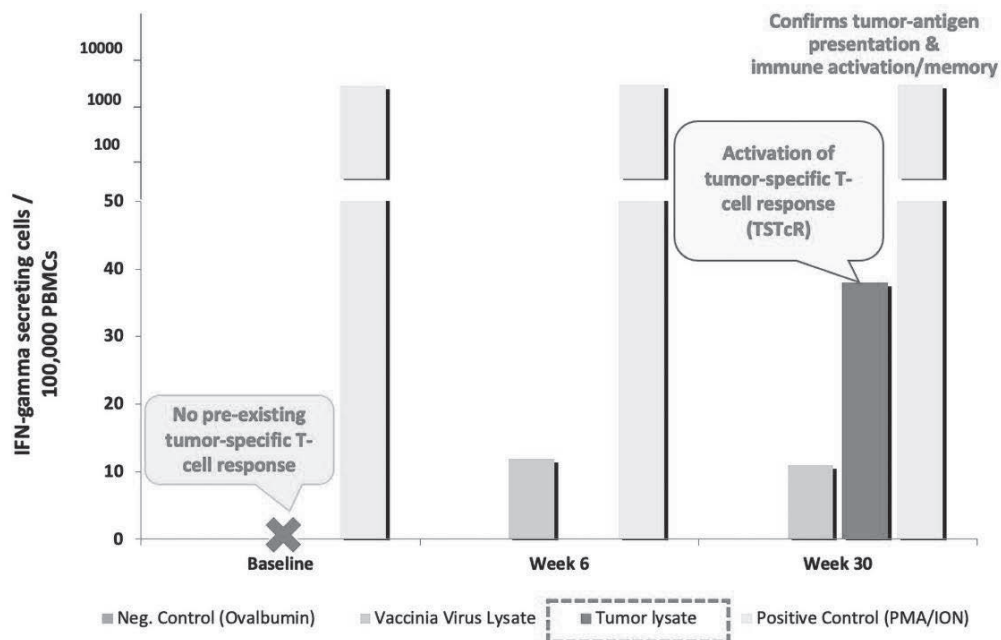 Confirms tumor-antigen
presentation &
immune activation/memory
10000
1000
100
50
40
30
20
10
0
IFN-gamma secreting cells /
100,000 PBMCs
Activation of
tumor-specific T-
cell response
(TSTcR)
No pre-existing
tumor-specific T-
cell response
Baseline
Week 6
Week 30
Neg. Control (Ovalbumin)
Vaccinia Virus Lysate
Tumor lysate
Positive Control (PMA/ION)